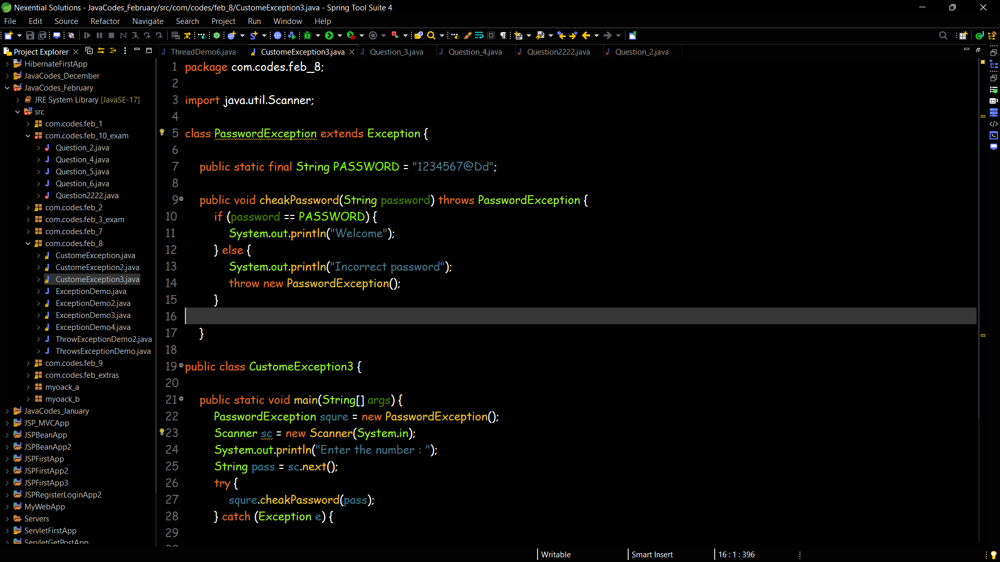 Nexential Solutions - JavaCodes_February/src/com/codes/feb_8/CustomeException3.java - Spring Tool Suite 4
File Edit Source Refactor Navigate Search Project Run Window Help
Project Explorer
ThreadDemo6.java CustomeException3.java Question_3.java Question_4.java Question2222.java Question_2.java
HibernateFirstApp
JavaCodes_December
JavaCodes_February
JRE System Library [JavaSE-17]
src
com.codes.feb_1
com.codes.feb_10_exam
Question_2.java
Question_4.java
Question_5.java
Question_6.java
Question2222.java
com.codes.feb_2
com.codes.feb_3_exam
com.codes.feb_7
com.codes.feb_8
CustomeException.java
CustomeException2.java
CustomeException3.java
ExceptionDemo.java
ExceptionDemo2.java
ExceptionDemo3.java
ExceptionDemo4.java
ThrowExceptionDemo2.java
ThrowsExceptionDemo.java
com.codes.feb_9
com.codes.feb_extras
myoack_a
myoack_b
JavaCodes_January
JSP_MVCApp
JSPBeanApp
JSPBeanApp2
JSPFirstApp
JSPFirstApp2
JSPFirstApp3
JSPRegisterLoginApp2
MyWebApp
Servers
ServletFirstApp
ServletGetPostApp
1 package com.codes.feb_8;
2
3 import java.util.Scanner;
4
5 class PasswordException extends Exception {
6
7 public static final String PASSWORD = "1234567@Dd";
8
9 public void cheakPassword(String password) throws PasswordException {
10 if (password == PASSWORD) {
11 System.out.println("Welcome");
12 } else {
13 System.out.println("Incorrect password");
14 throw new PasswordException();
15 }
16
17 }
18
19 public class CustomeException3 {
20
21 public static void main(String[] args) {
22 PasswordException squre = new PasswordException();
23 Scanner sc = new Scanner(System.in);
24 System.out.println("Enter the number : ");
25 String pass = sc.next();
26 try {
27 squre.cheakPassword(pass);
28 } catch (Exception e) {
29
Writable Smart Insert 16 : 1 : 396